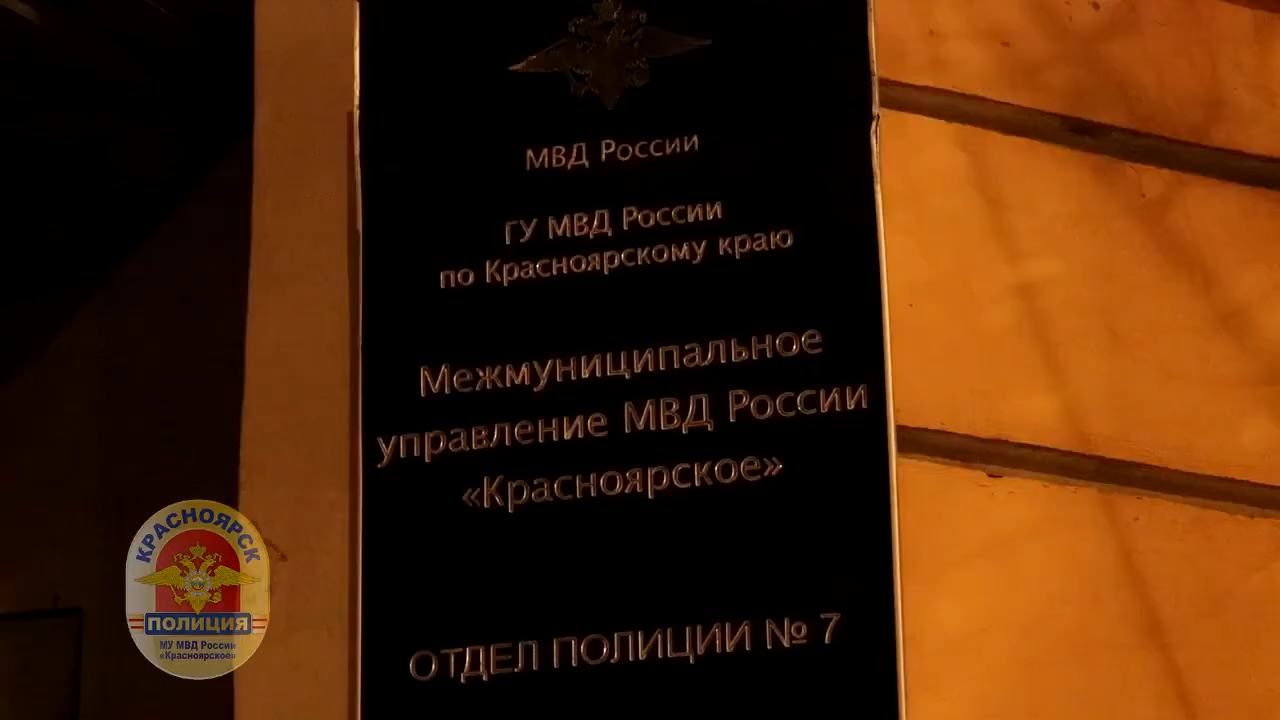 МВД России
ГУ МВД России
по Красноярскому краю
Межмуниципальное
управление МВД России
«Красноярское»
ОТДЕЛ ПОЛИЦИИ № 7
КРАСНОЯРСК
ПОЛИЦИЯ
МУ МВД России
«Красноярское»